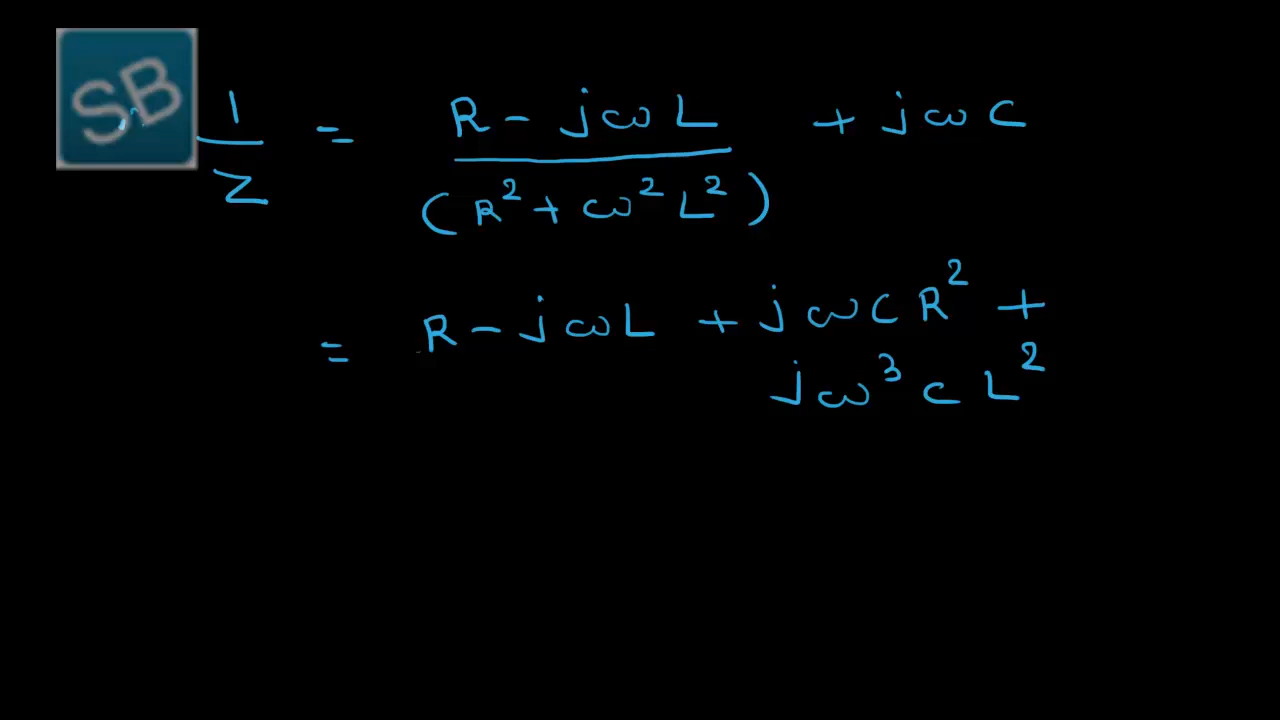 SB
1/Z = R - jωL / (R² + ω²L²) + jωC
= R - jωL + jωCR² +
jω³CL²